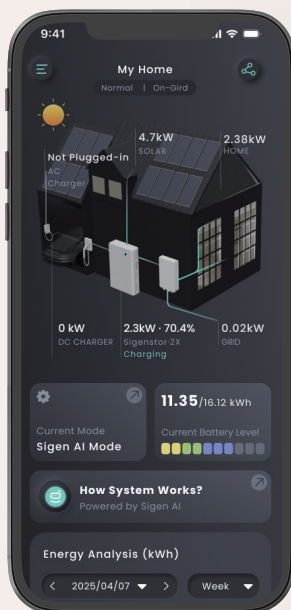 9:41
My Home
Normal | On-Gird
4.7kW
SOLAR
2.38kW
HOME
Not Plugged-in
AC
Charger
0 kW
DC CHARGER
2.3kW · 70.4%
Sigenstor·2X
Charging
0.02kW
GRID
Current Mode
Sigen AI Mode
11.35/16.12 kWh
Current Battery Level
How System Works?
Powered by Sigen AI
Energy Analysis (kWh)
2025/04/07
Week